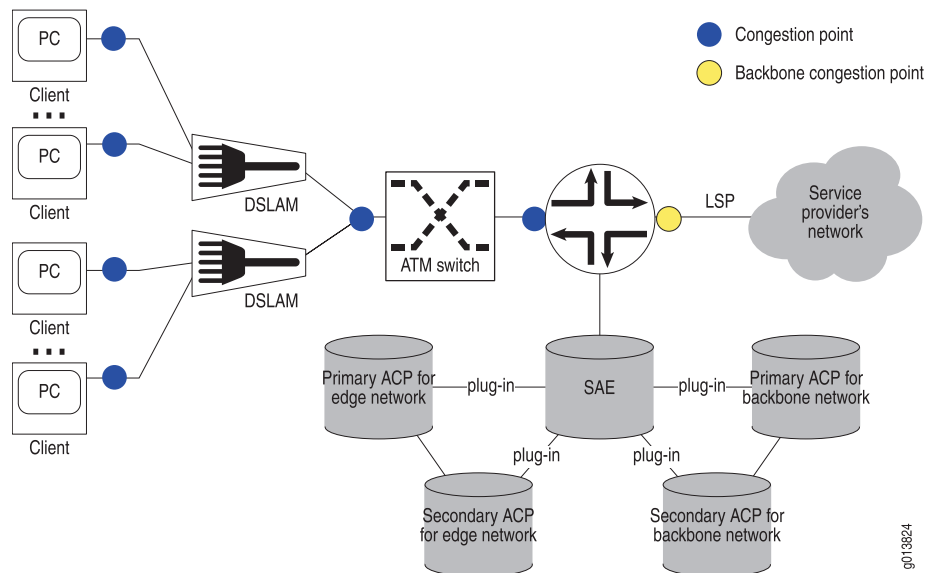 PC
Client
...
PC
Client
PC
Client
...
PC
Client
DSLAM
DSLAM
ATM switch
Congestion point
Backbone congestion point
LSP
Service
provider's
network
Primary ACP for
edge network
plug-in
SAE
plug-in
Primary ACP for
backbone network
plug-in
plug-in
Secondary ACP
for edge network
Secondary ACP for
backbone network
g013824